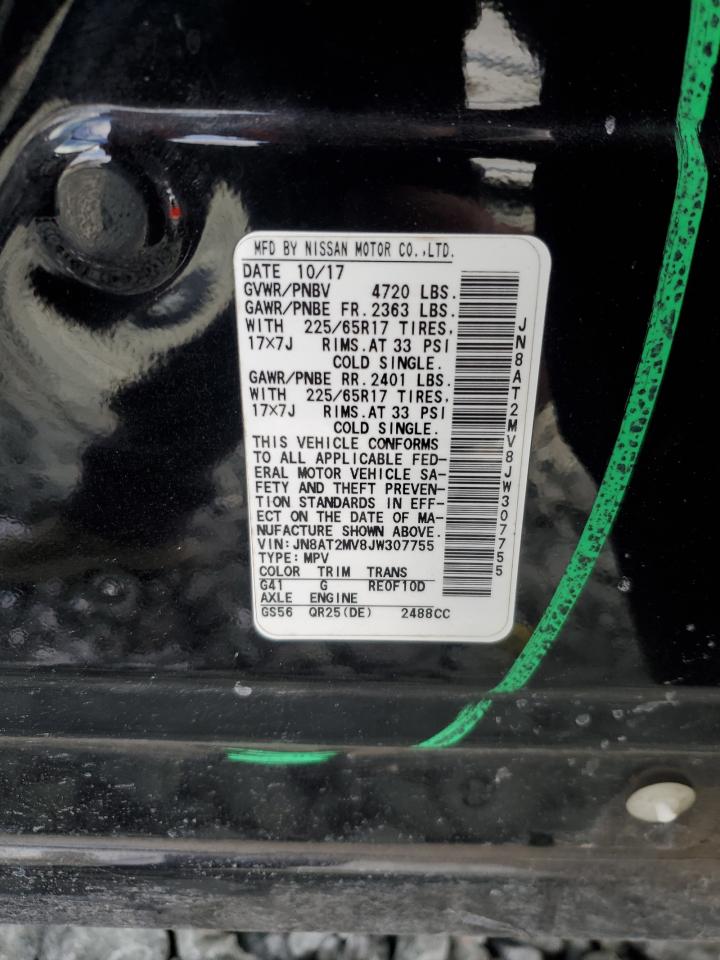 MFD BY NISSAN MOTOR CO.,LTD.
DATE 10/17
GVWR/PNBV 4720 LBS.
GAWR/PNBE FR. 2363 LBS.
WITH 225/65R17 TIRES,
17×7J RIMS.AT 33 PSI
COLD SINGLE.
GAWR/PNBE RR. 2401 LBS.
WITH 225/65R17 TIRES,
17×7J RIMS.AT 33 PSI
COLD SINGLE.
THIS VEHICLE CONFORMS
TO ALL APPLICABLE FED-
ERAL MOTOR VEHICLE SA-
FETY AND THEFT PREVEN-
TION STANDARDS IN EFF-
ECT ON THE DATE OF MA-
NUFACTURE SHOWN ABOVE.
VIN:JN8AT2MV8JW307755
TYPE:MPV
COLOR TRIM TRANS
G41 G RE0F10D
AXLE ENGINE
GS56 QR25(DE) 2488CC
JN8AT2MV8JW307755